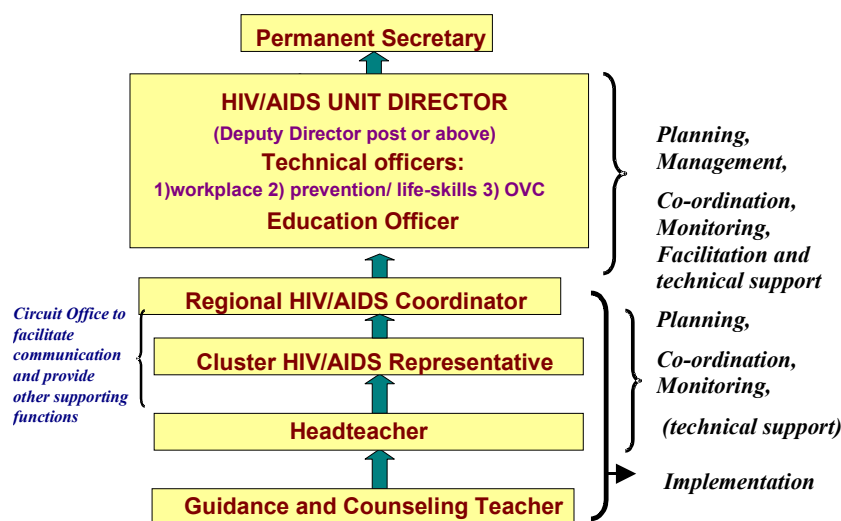 Permanent Secretary
HIV/AIDS UNIT DIRECTOR
(Deputy Director post or above)
Technical officers:
1)workplace 2) prevention/ life-skills 3) OVC
Education Officer
Planning,
Management,
Co-ordination,
Monitoring,
Facilitation and
technical support
Regional HIV/AIDS Coordinator
Circuit Office to
facilitate
communication
and provide
other supporting
functions
Cluster HIV/AIDS Representative
Headteacher
Guidance and Counseling Teacher
Planning,
Co-ordination,
Monitoring,
(technical support)
Implementation